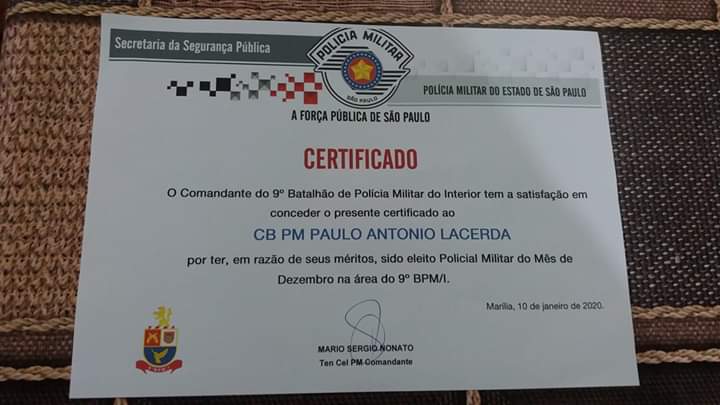 Secretaria da Segurança Pública
POLÍCIA MILITAR
SÃO PAULO
POLÍCIA MILITAR DO ESTADO DE SÃO PAULO
A FORÇA PÚBLICA DE SÃO PAULO
CERTIFICADO
O Comandante do 9º Batalhão de Polícia Militar do Interior tem a satisfação em
conceder o presente certificado ao
CB PM PAULO ANTONIO LACERDA
por ter, em razão de seus méritos, sido eleito Policial Militar do Mês de
Dezembro na área do 9º BPM/I.
Marília, 10 de janeiro de 2020.
MARIO SERGIO NONATO
Ten Cel PM Comandante